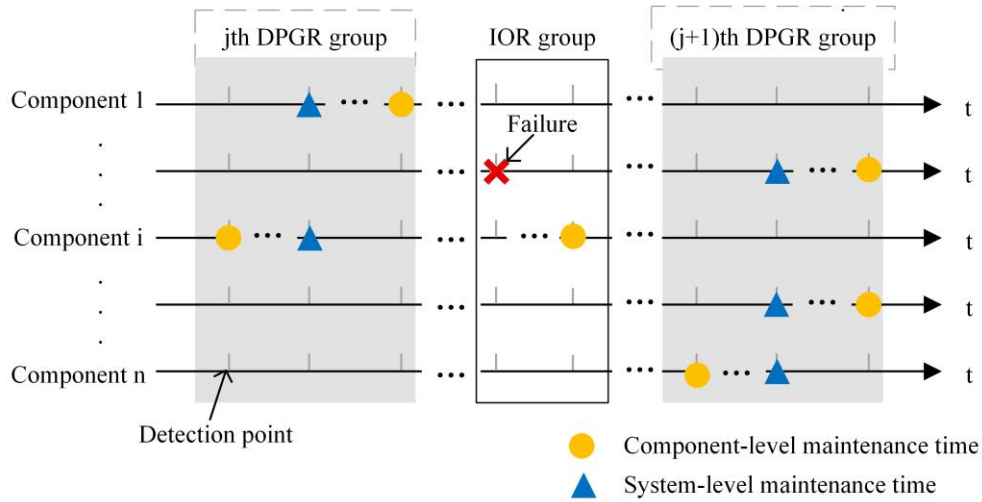 jth DPGR group
IOR group
(j+1)th DPGR group
Component 1
t
Failure
t
Component i
t
t
Component n
t
Detection point
Component-level maintenance time
System-level maintenance time